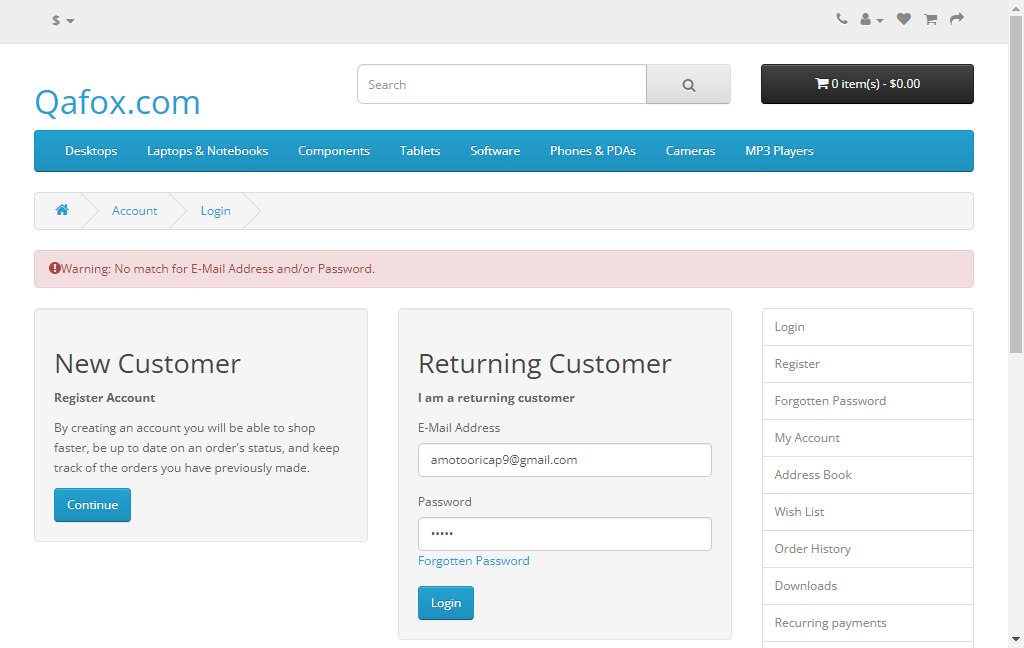 $
Search
0 item(s) - $0.00
Qafox.com
Desktops
Laptops & Notebooks
Components
Tablets
Software
Phones & PDAs
Cameras
MP3 Players
Account
Login
Warning: No match for E-Mail Address and/or Password.
New Customer
Register Account
By creating an account you will be able to shop
faster, be up to date on an order's status, and keep
track of the orders you have previously made.
Continue
Returning Customer
I am a returning customer
E-Mail Address
amotooricap9@gmail.com
Password
•••••
Forgotten Password
Login
Login
Register
Forgotten Password
My Account
Address Book
Wish List
Order History
Downloads
Recurring payments